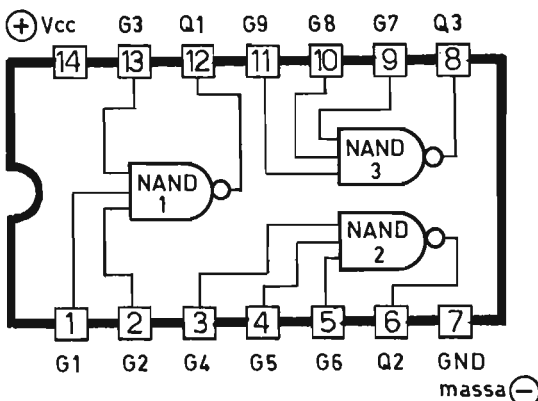 + Vcc G3 Q1 G9 G8 G7 Q3
14 13 12 11 10 9 8
NAND
1
NAND
3
NAND
2
1 2 3 4 5 6 7
G1 G2 G4 G5 G6 Q2 GND
massa −